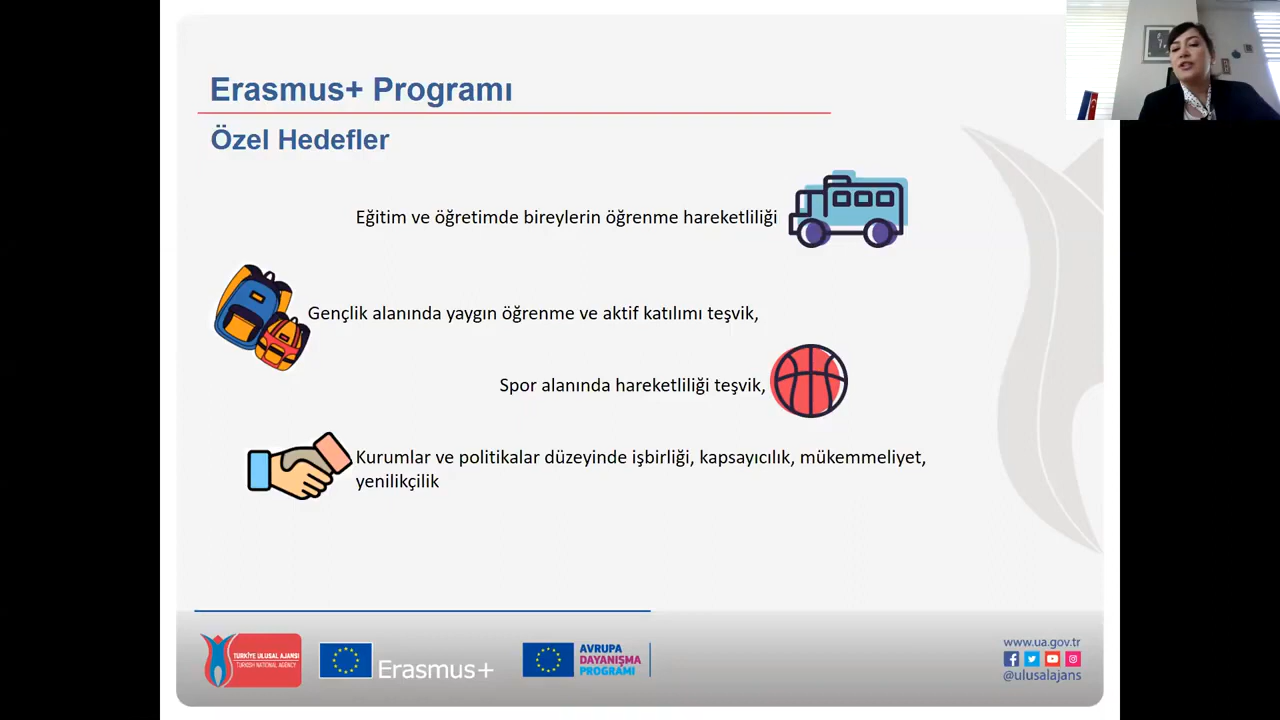 Erasmus+ Programı
Özel Hedefler
Eğitim ve öğretimde bireylerin öğrenme hareketliliği
Gençlik alanında yaygın öğrenme ve aktif katılımı teşvik,
Spor alanında hareketliliği teşvik,
Kurumlar ve politikalar düzeyinde işbirliği, kapsayıcılık, mükemmeliyet,
yenilikçilik
TÜRKİYE ULUSAL AJANSI
TURKISH NATIONAL AGENCY
Erasmus+
AVRUPA
DAYANIŞMA
PROGRAMI
www.ua.gov.tr
@ulusalajans